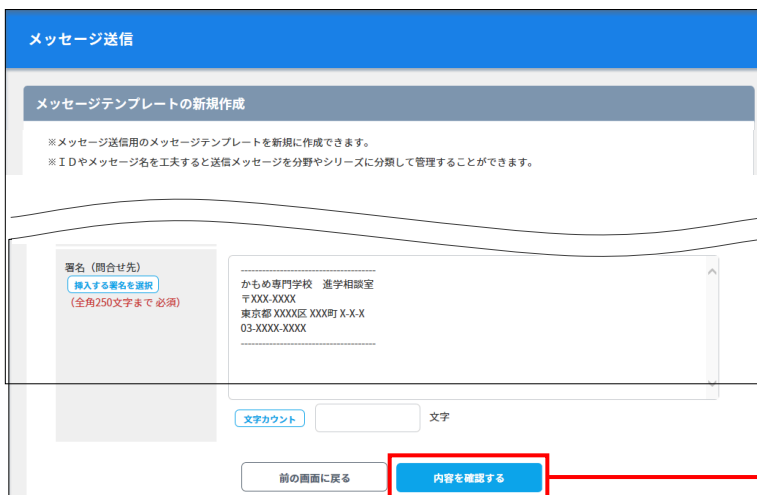 メッセージ送信
メッセージテンプレートの新規作成
※メッセージ送信用のメッセージテンプレートを新規に作成できます。
※ＩＤやメッセージ名を工夫すると送信メッセージを分野やシリーズに分類して管理することができます。
署名（問合せ先）
挿入する署名を選択
（全角250文字まで 必須）
--------------------------------------
かもめ専門学校　進学相談室
〒XXX-XXXX
東京都 XXXX区 XXX町 X-X-X
03-XXXX-XXXX
--------------------------------------
文字カウント 文字
前の画面に戻る 内容を確認する